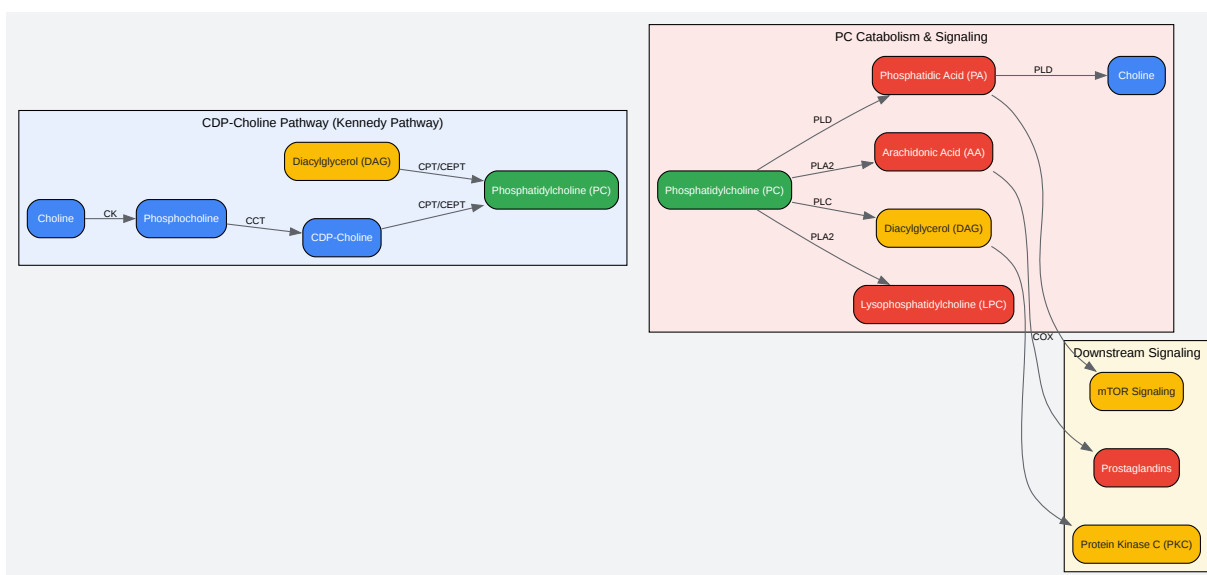 CDP-Choline Pathway (Kennedy Pathway)
Diacylglycerol (DAG)
CPT/CEPT
Phosphatidylcholine (PC)
Choline
CK
Phosphocholine
CCT
CDP-Choline
CPT/CEPT
PC Catabolism & Signaling
Phosphatidic Acid (PA)
PLD
Choline
PLD
Arachidonic Acid (AA)
PLA2
Phosphatidylcholine (PC)
PLC
Diacylglycerol (DAG)
PLA2
Lysophosphatidylcholine (LPC)
COX
Downstream Signaling
mTOR Signaling
Prostaglandins
Protein Kinase C (PKC)